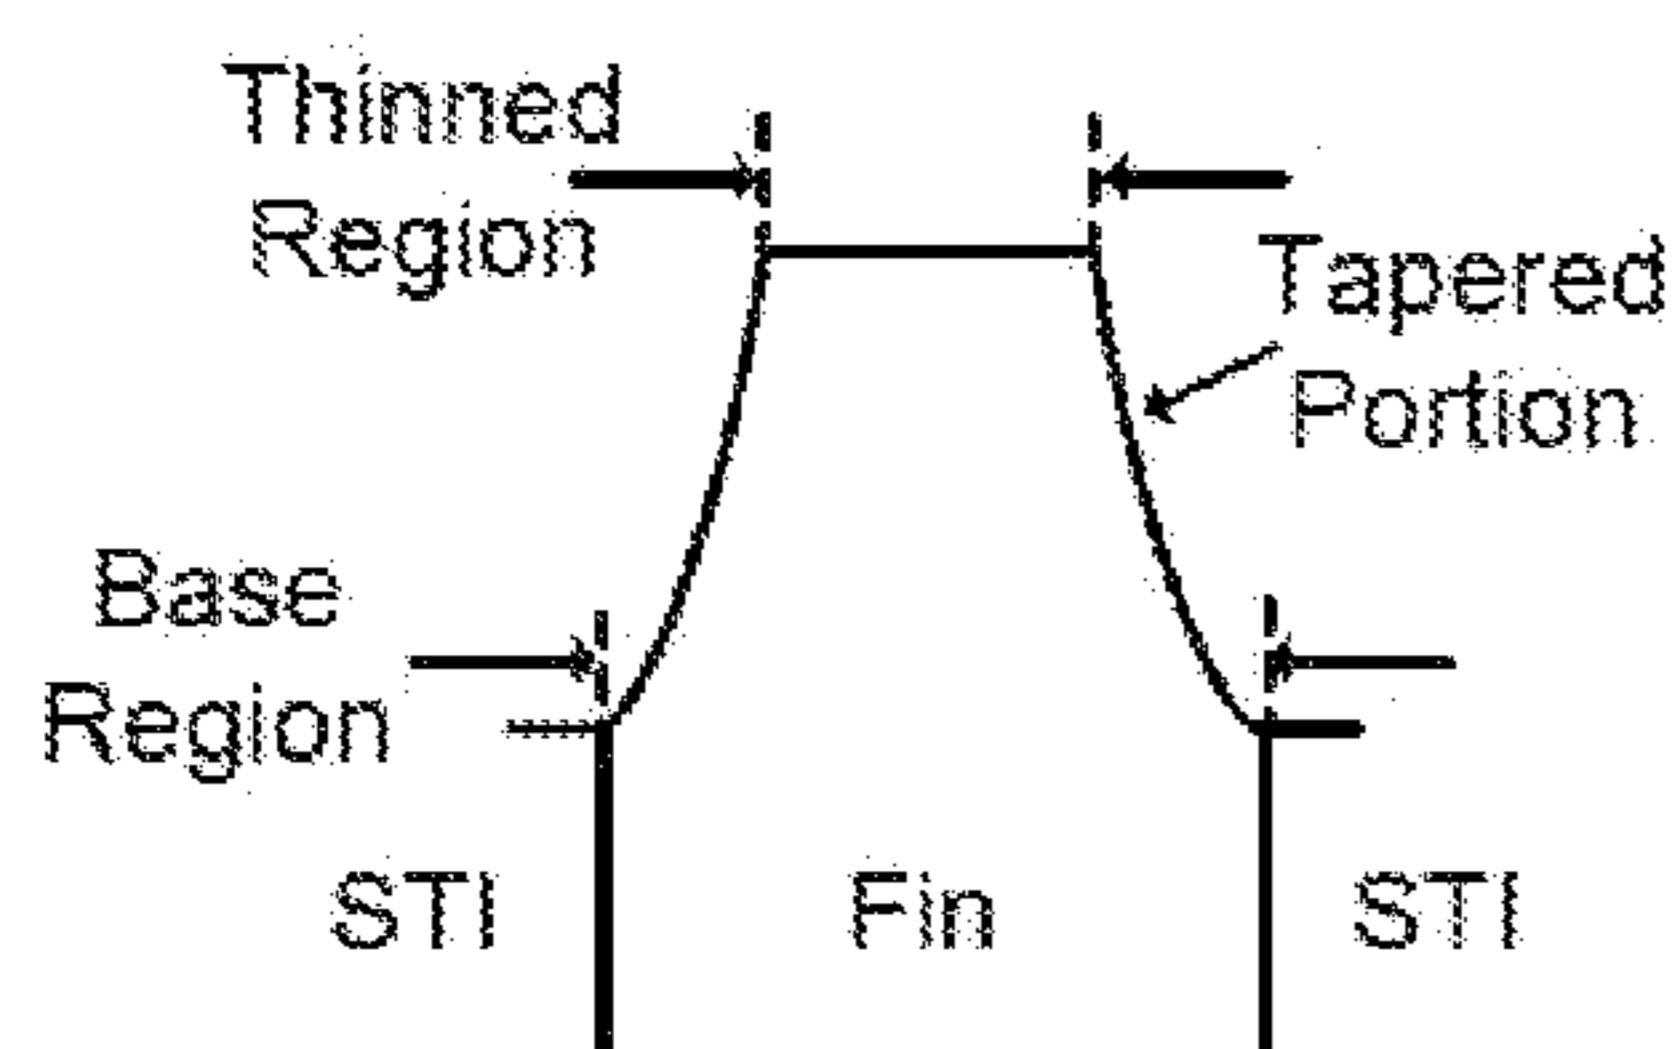 Thinned
Region
Tapered
Portion
Base
Region
STI
Fin
STI